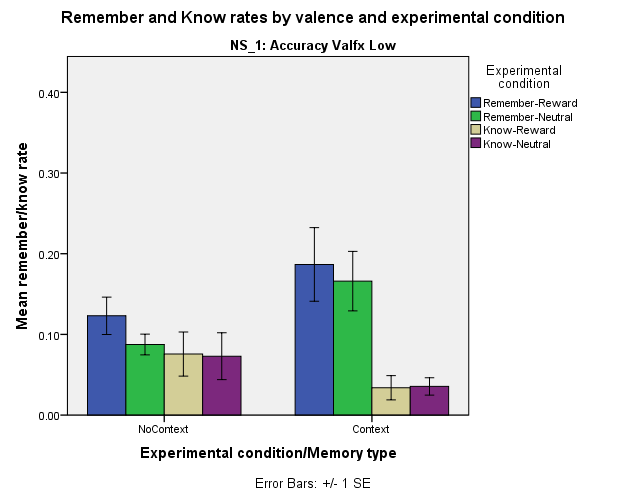 Remember and Know rates by valence and experimental condition
NS_1: Accuracy Valfx Low
Mean remember/know rate
0.40
0.30
0.20
0.10
0.00
NoContext
Context
Experimental condition/Memory type
Error Bars: +/- 1 SE
Experimental
condition
Remember-Reward
Remember-Neutral
Know-Reward
Know-Neutral